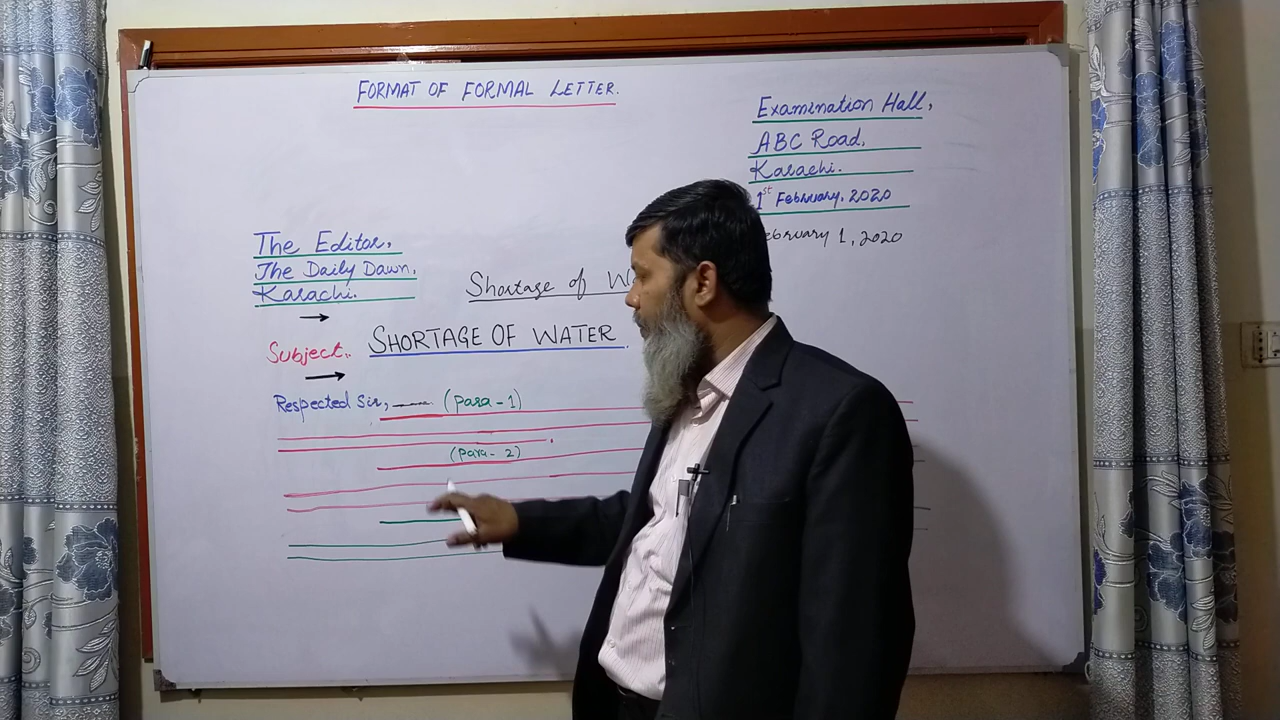 FORMAT OF FORMAL LETTER.
Examination Hall,
ABC Road,
Karachi.
1st February, 2020
ebruary 1, 2020
The Editor,
The Daily Dawn,
Karachi.
Shortage of W
Subject:. SHORTAGE OF WATER
Respected sir, (para-1)
(para-2)